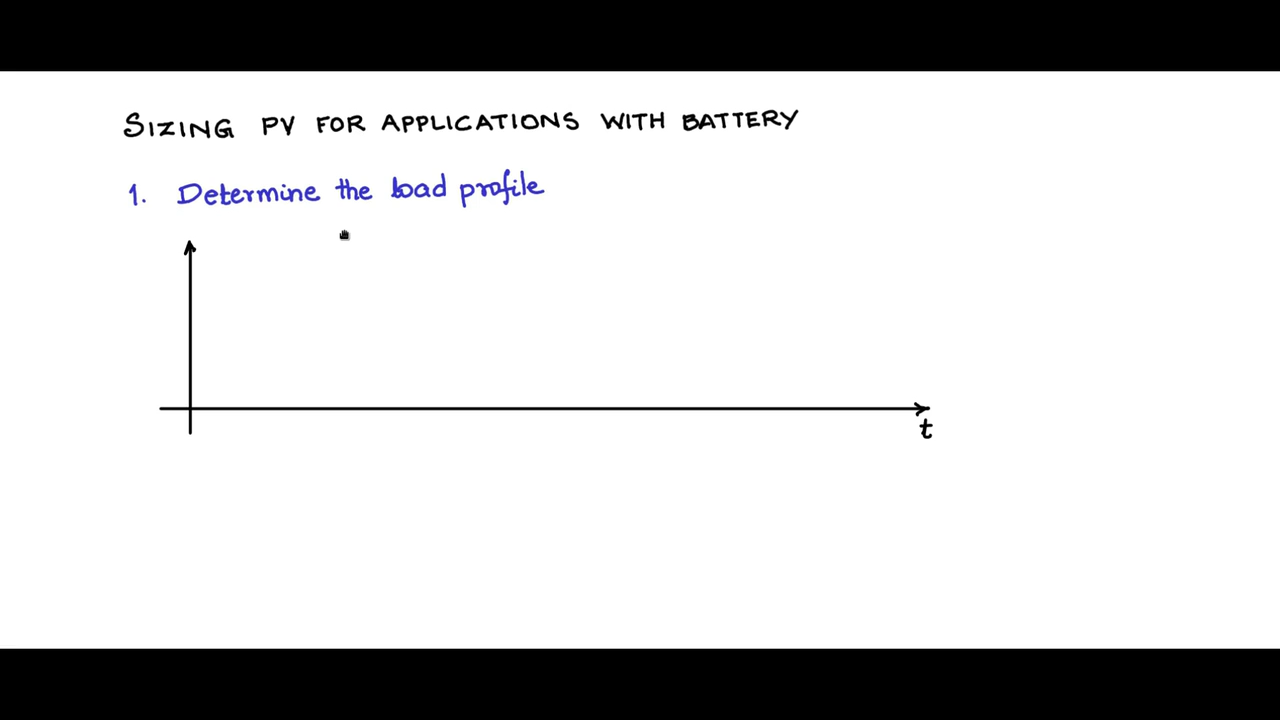 SIZING PV FOR APPLICATIONS WITH BATTERY
1. Determine the load profile
t